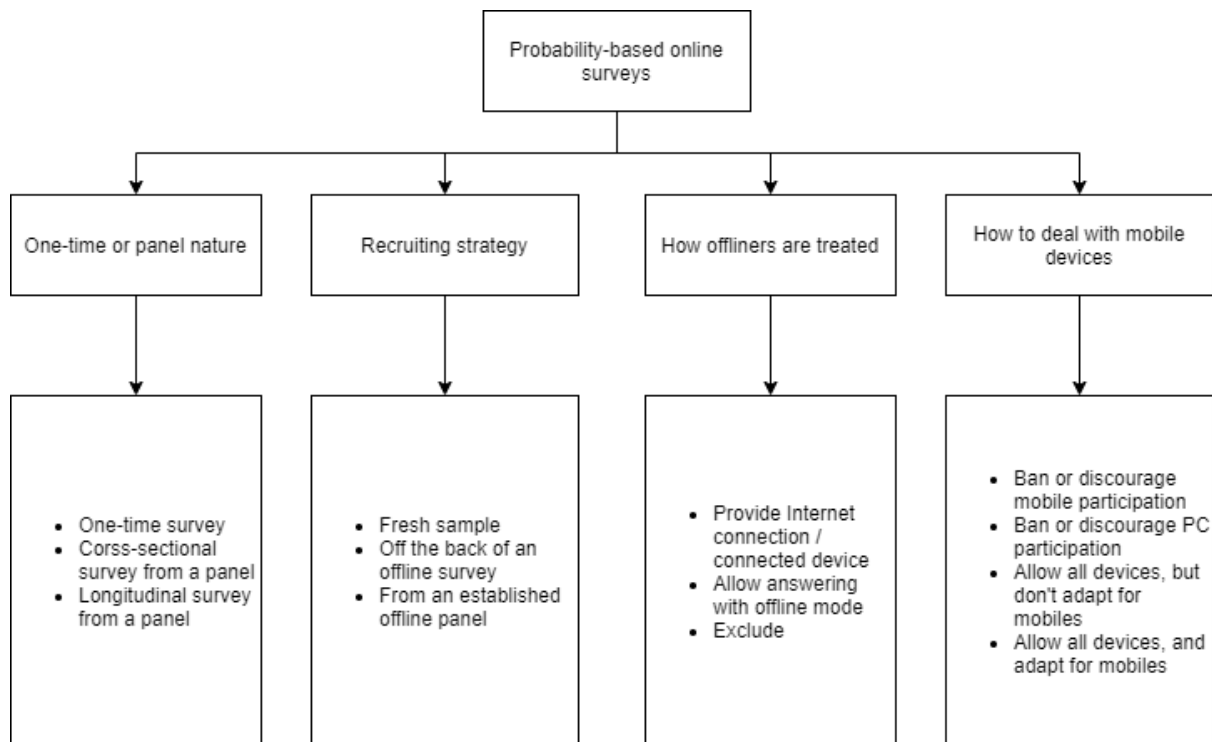 Probability-based online
surveys
One-time or panel nature
Recruiting strategy
How offliners are treated
How to deal with mobile
devices
• One-time survey
• Corss-sectional
survey from a panel
• Longitudinal survey
from a panel
• Fresh sample
• Off the back of an
offline survey
• From an established
offline panel
• Provide Internet
connection /
connected device
• Allow answering
with offline mode
• Exclude
• Ban or discourage
mobile participation
• Ban or discourage PC
participation
• Allow all devices, but
don't adapt for
mobiles
• Allow all devices, and
adapt for mobiles